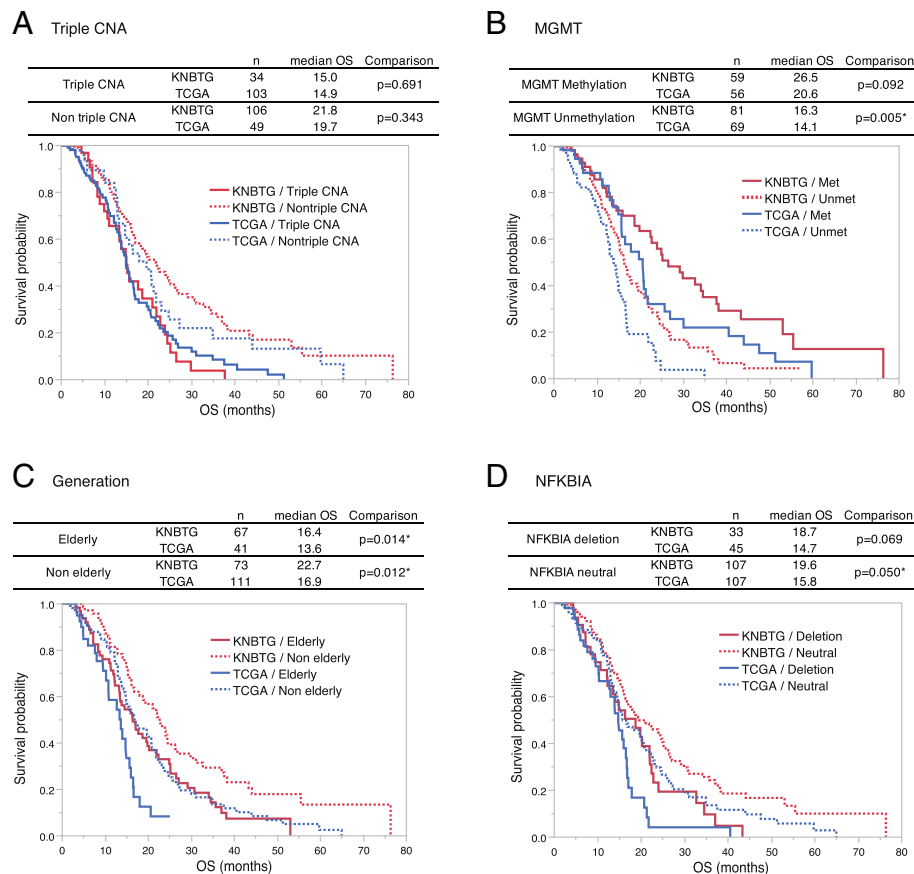 A Triple CNA
n median OS Comparison
Triple CNA KNBTG 34 15.0 p=0.691
TCGA 103 14.9
Non triple CNA KNBTG 106 21.8 p=0.343
TCGA 49 19.7
1.0
0.8
0.6
0.4
0.2
0.0
Survival probability
KNBTG / Triple CNA
KNBTG / Nontriple CNA
TCGA / Triple CNA
TCGA / Nontriple CNA
0 10 20 30 40 50 60 70 80
OS (months)
B MGMT
n median OS Comparison
MGMT Methylation KNBTG 59 26.5 p=0.092
TCGA 56 20.6
MGMT Unmethylation KNBTG 81 16.3 p=0.005*
TCGA 69 14.1
1.0
0.8
0.6
0.4
0.2
0.0
Survival probability
KNBTG / Met
KNBTG / Unmet
TCGA / Met
TCGA / Unmet
0 10 20 30 40 50 60 70 80
OS (months)
C Generation
n median OS Comparison
Elderly KNBTG 67 16.4 p=0.014*
TCGA 41 13.6
Non elderly KNBTG 73 22.7 p=0.012*
TCGA 111 16.9
1.0
0.8
0.6
0.4
0.2
0.0
Survival probability
KNBTG / Elderly
KNBTG / Non elderly
TCGA / Elderly
TCGA / Non elderly
0 10 20 30 40 50 60 70 80
OS (months)
D NFKBIA
n median OS Comparison
NFKBIA deletion KNBTG 33 18.7 p=0.069
TCGA 45 14.7
NFKBIA neutral KNBTG 107 19.6 p=0.050*
TCGA 107 15.8
1.0
0.8
0.6
0.4
0.2
0.0
Survival probability
KNBTG / Deletion
KNBTG / Neutral
TCGA / Deletion
TCGA / Neutral
0 10 20 30 40 50 60 70 80
OS (months)